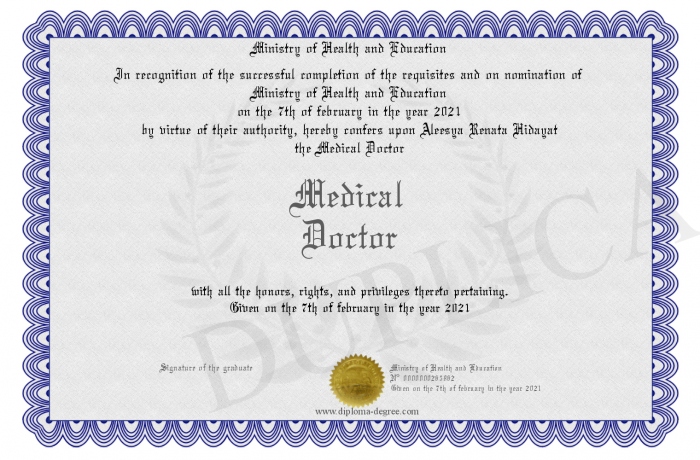 Ministry of Health and Education
In recognition of the successful completion of the requisites and on nomination of
Ministry of Health and Education
on the 7th of february in the year 2021
by virtue of their authority, hereby confers upon Aleesya Renata Hidayat
the Medical Doctor
Medical
Doctor
with all the honors, rights, and privileges thereto pertaining.
Given on the 7th of february in the year 2021
DUPLICA
Signature of the graduate
Ministry of Health and Education
Given on the 7th of february in the year 2021
www.diploma-degree.com